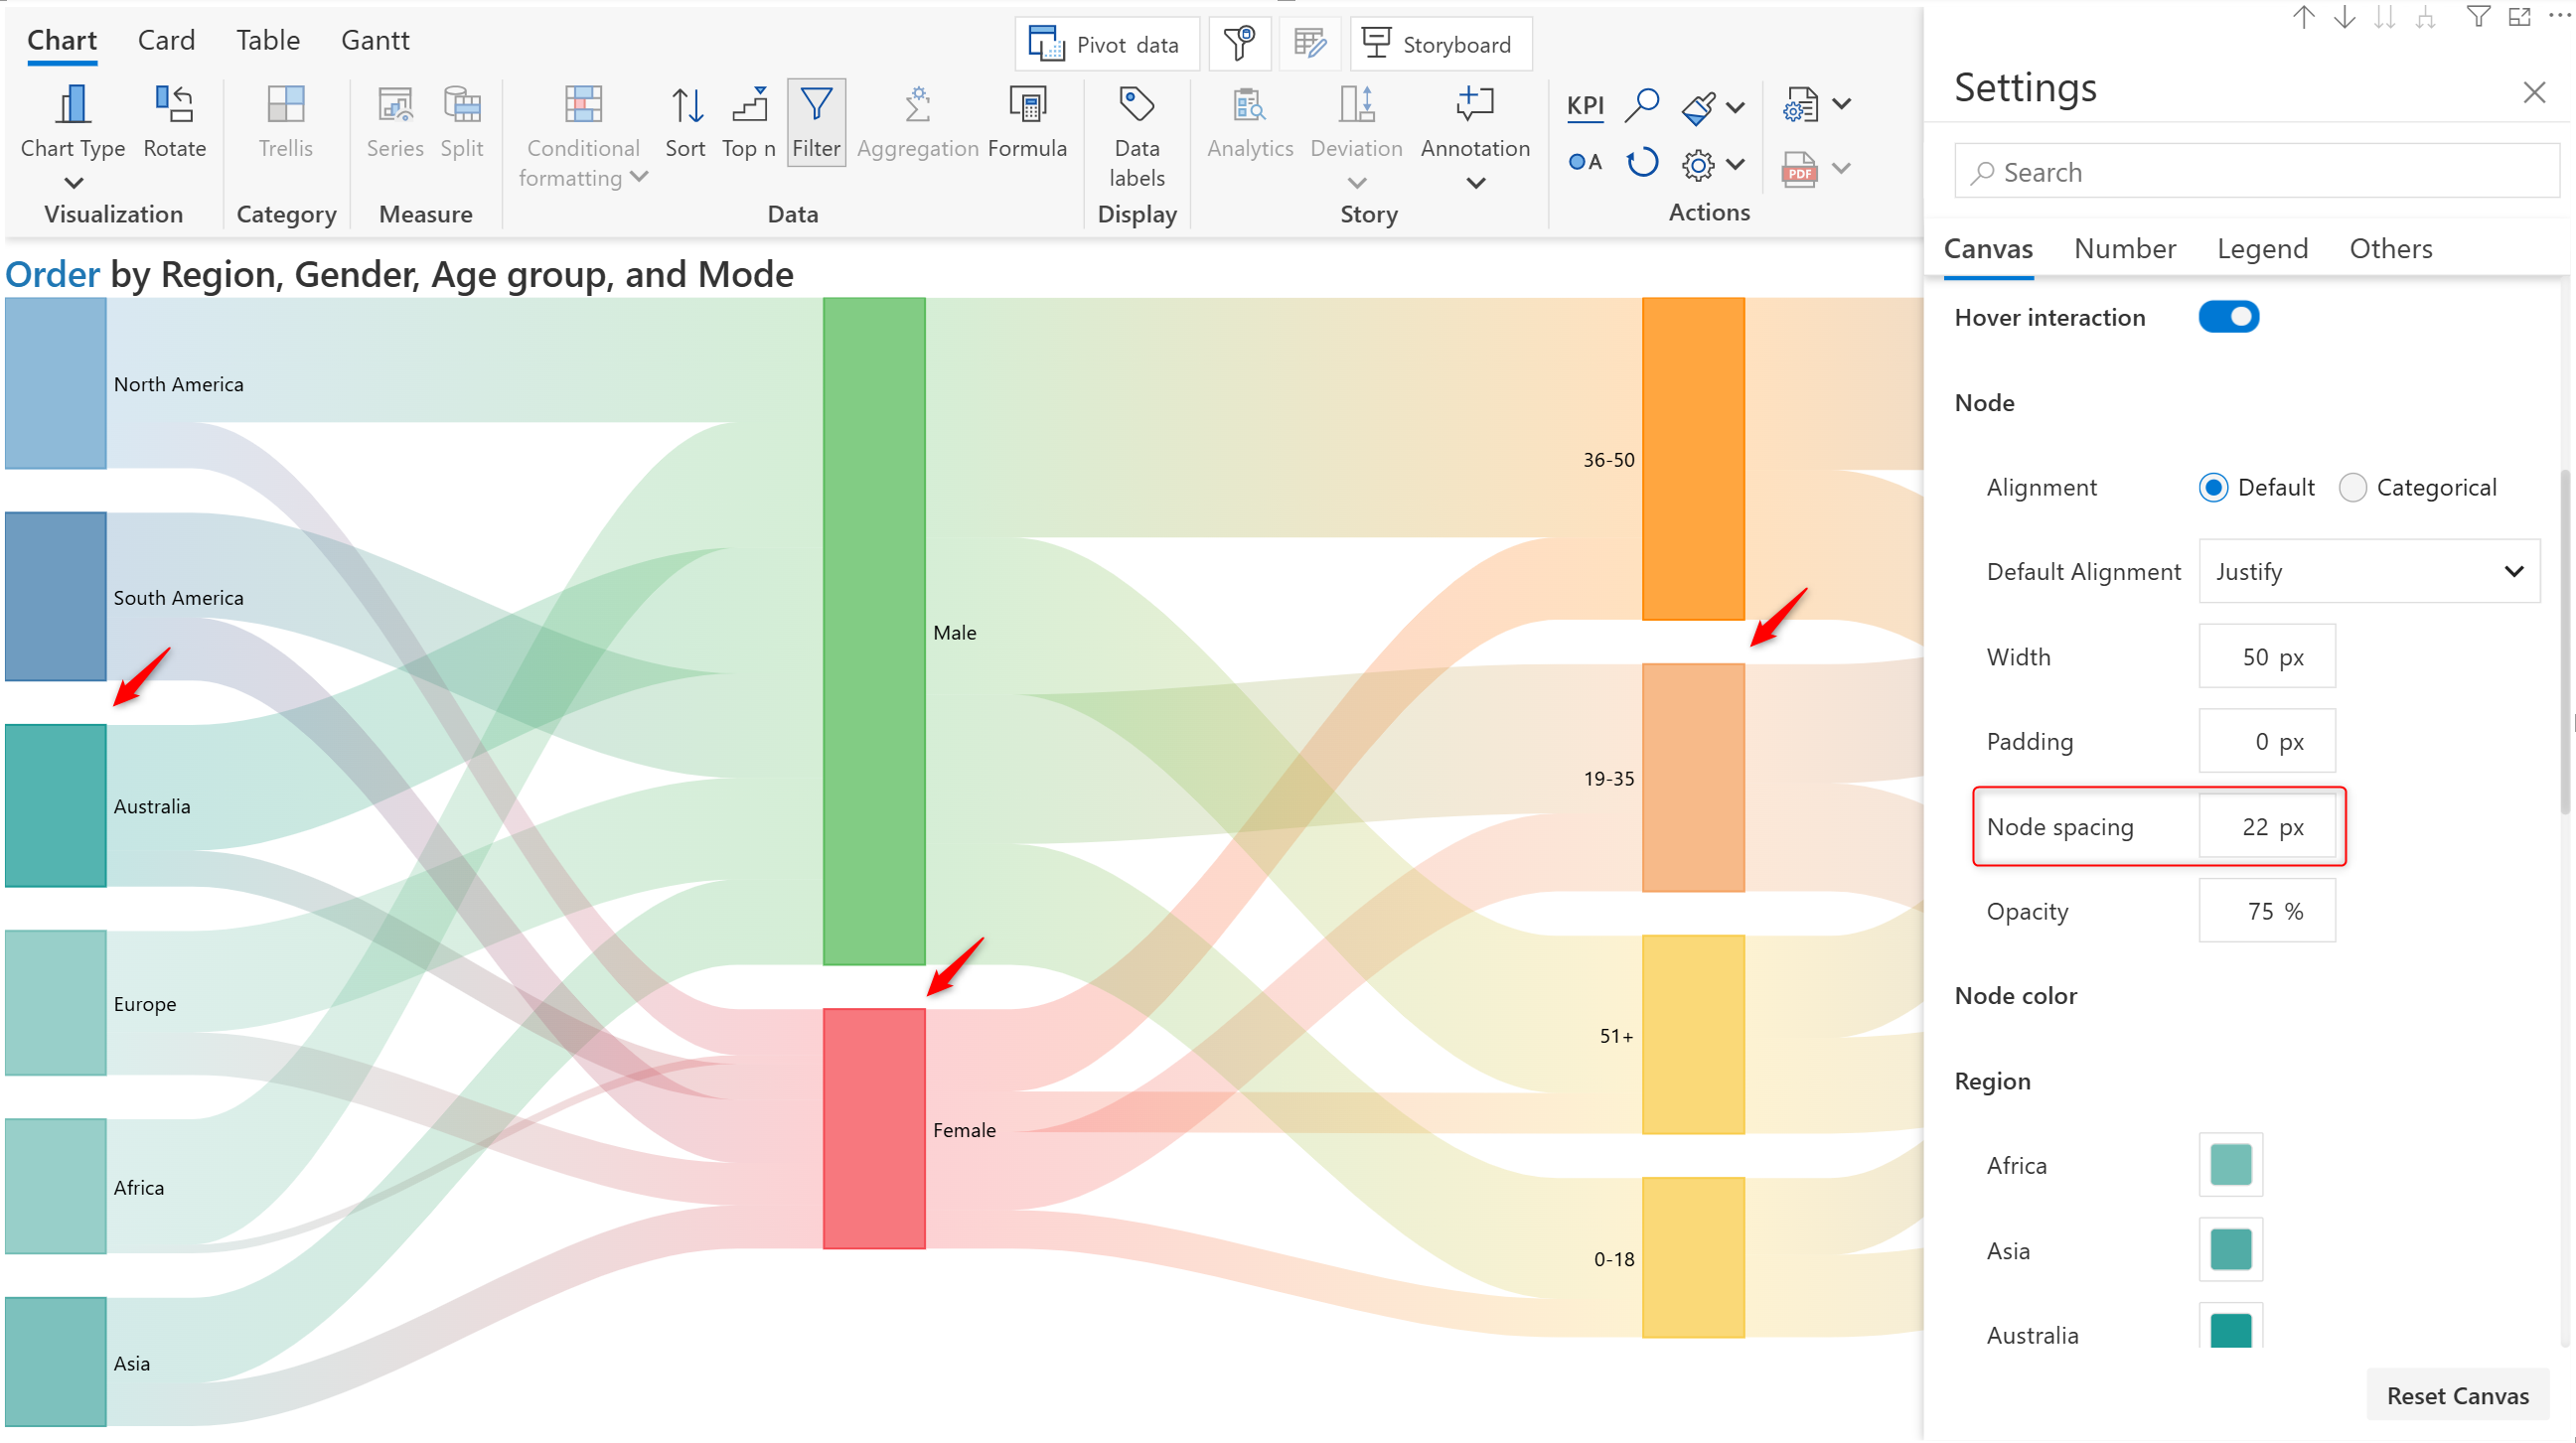 Chart Card Table Gantt
Pivot data
Storyboard
Chart Type
Rotate
Trellis
Series
Split
Conditional
formatting
Sort
Top n
Filter
Aggregation
Formula
Data
labels
Analytics
Deviation
Annotation
KPI
A
PDF
Visualization
Category
Measure
Data
Display
Story
Actions
Order by Region, Gender, Age group, and Mode
North America
South America
Australia
Europe
Africa
Asia
Male
Female
36-50
19-35
51+
0-18
Settings
Search
Canvas Number Legend Others
Hover interaction
Node
Alignment Default Categorical
Default Alignment Justify
Width 50 px
Padding 0 px
Node spacing 22 px
Opacity 75 %
Node color
Region
Africa
Asia
Australia
Reset Canvas